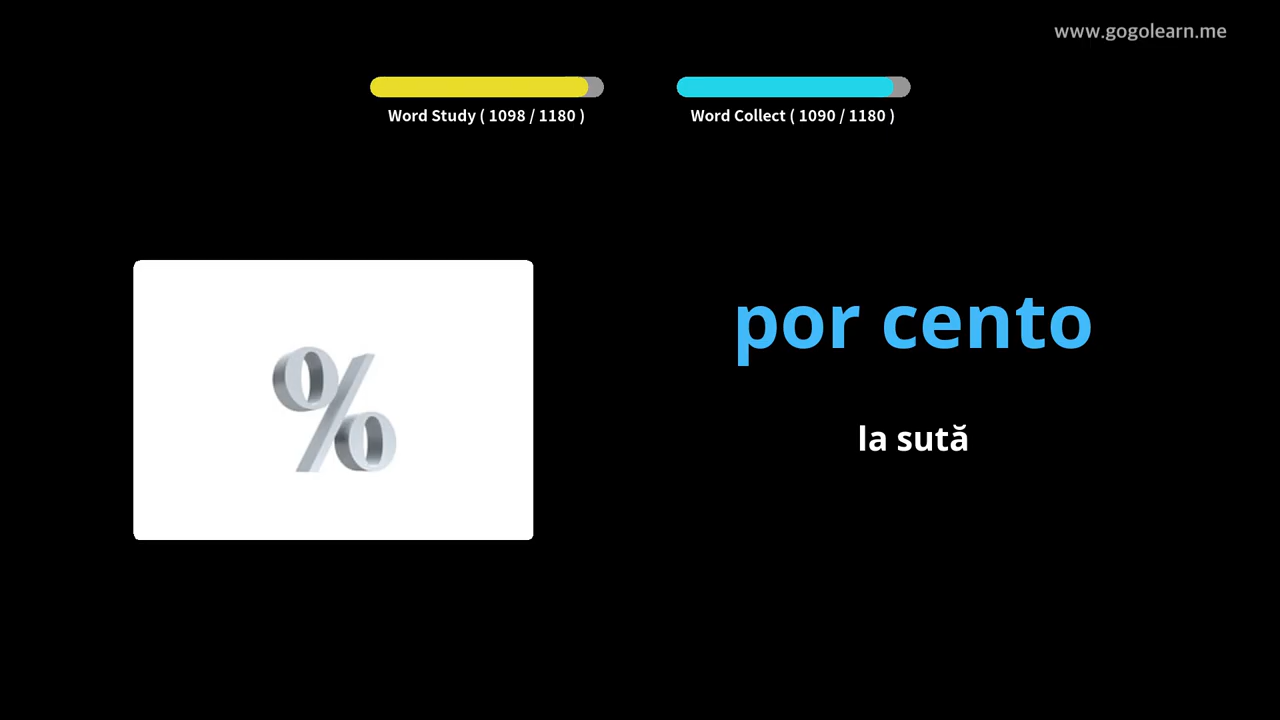 www.gogolearn.me
Word Study ( 1098 / 1180 )
Word Collect ( 1090 / 1180 )
%
por cento
la sută